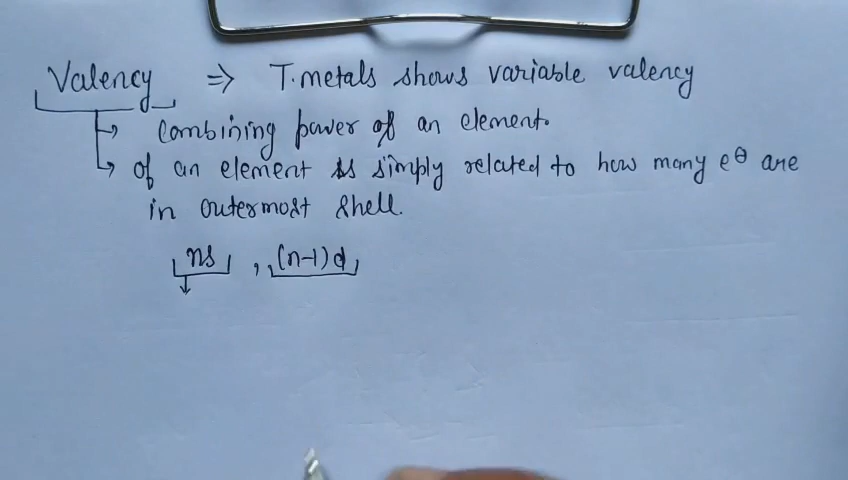 Valency ⇒ T.metals shows variable valency
↳ Combining power of an element.
↳ of an element is simply related to how many e⊖ are
in outermost shell.
ns , (n-1)d